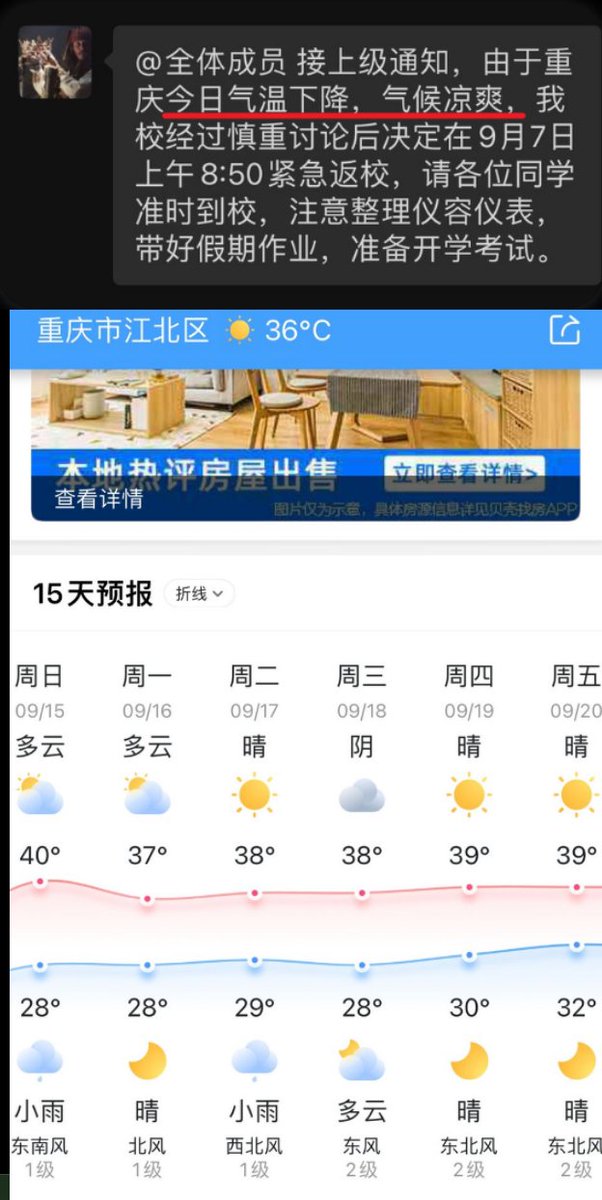 @全体成员 接上级通知，由于重
庆今日气温下降，气候凉爽，我
校经过慎重讨论后决定在9月7日
上午8:50紧急返校，请各位同学
准时到校，注意整理仪容仪表，
带好假期作业，准备开学考试。
重庆市江北区 36°C
本地热评房屋出售 立即查看详情>
查看详情
图片仅为示意，具体房源信息详见贝壳找房APP
15天预报 折线
周日 周一 周二 周三 周四 周五
09/15 09/16 09/17 09/18 09/19 09/20
多云 多云 晴 阴 晴 晴
40° 37° 38° 38° 39° 39°
28° 28° 29° 28° 30° 32°
小雨 晴 小雨 多云 晴 晴
东南风 北风 西北风 东风 东北风 东北风
1级 1级 1级 2级 2级 2级